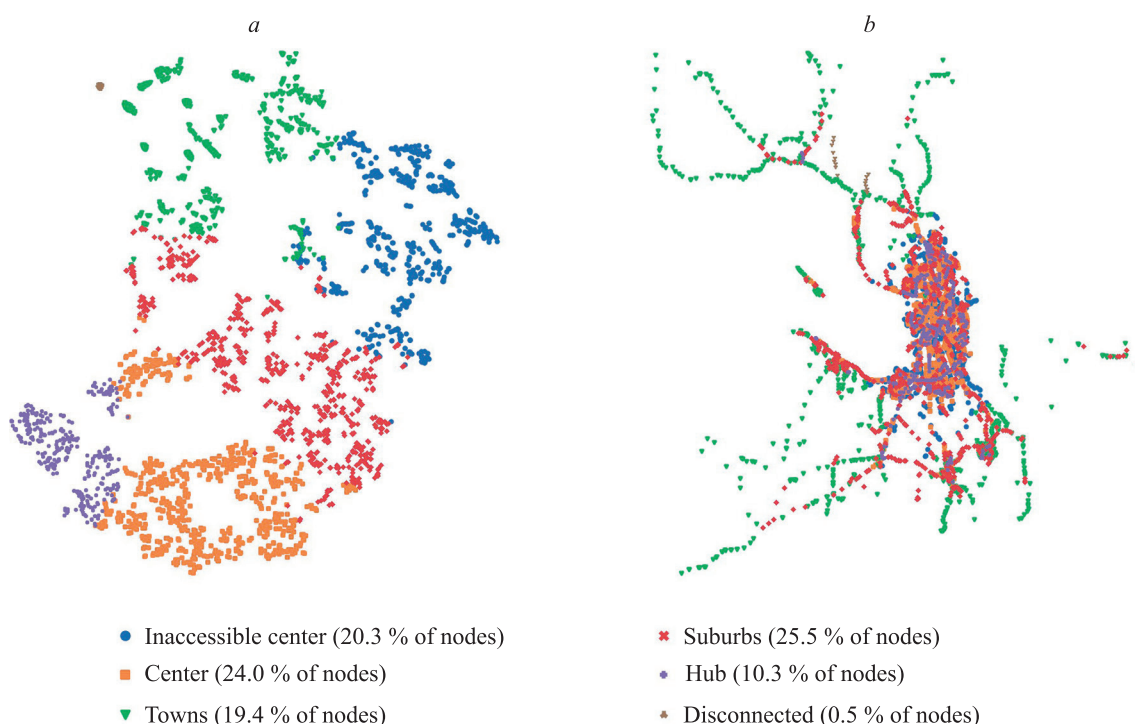 a b
Inaccessible center (20.3 % of nodes) Suburbs (25.5 % of nodes)
Center (24.0 % of nodes) Hub (10.3 % of nodes)
Towns (19.4 % of nodes) Disconnected (0.5 % of nodes)